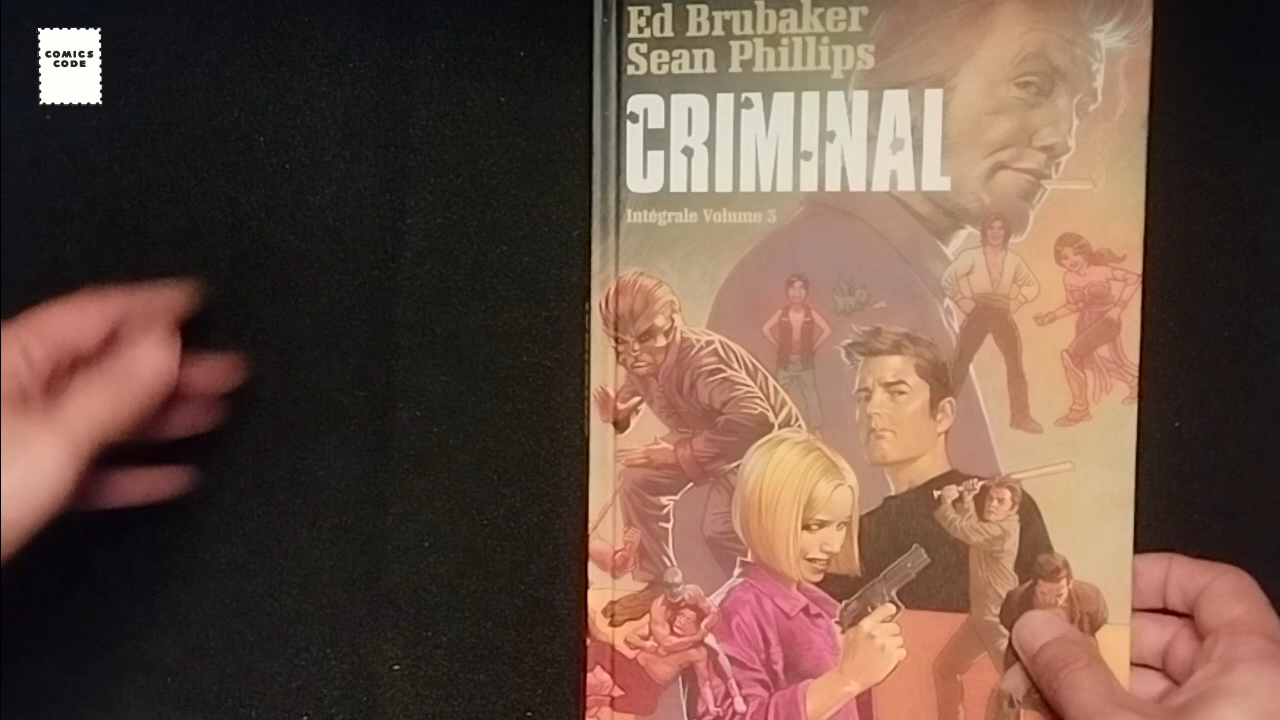 COMICS
CODE
Ed Brubaker
Sean Phillips
CRIMINAL
Intégrale Volume 3